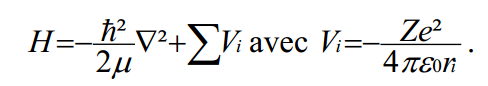 H=-ħ²/2μ ∇²+∑Vi avec Vi=-Ze²/4πε0ri .